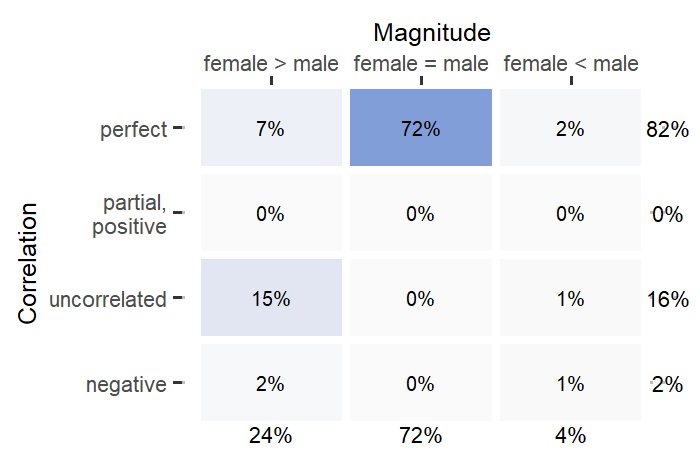 Magnitude
female > male female = male female < male
perfect 7% 72% 2% 82%
partial,
positive 0% 0% 0% 0%
Correlation
uncorrelated 15% 0% 1% 16%
negative 2% 0% 1% 2%
24% 72% 4%